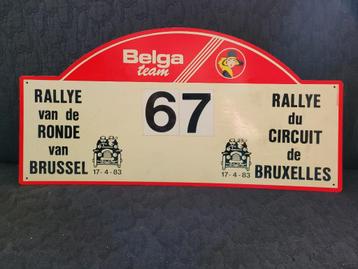 Belga
team
67
RALLYE
van de
RONDE
van
BRUSSEL
17-4-83
RALLYE
du
CIRCUIT
de
BRUXELLES
17-4-83